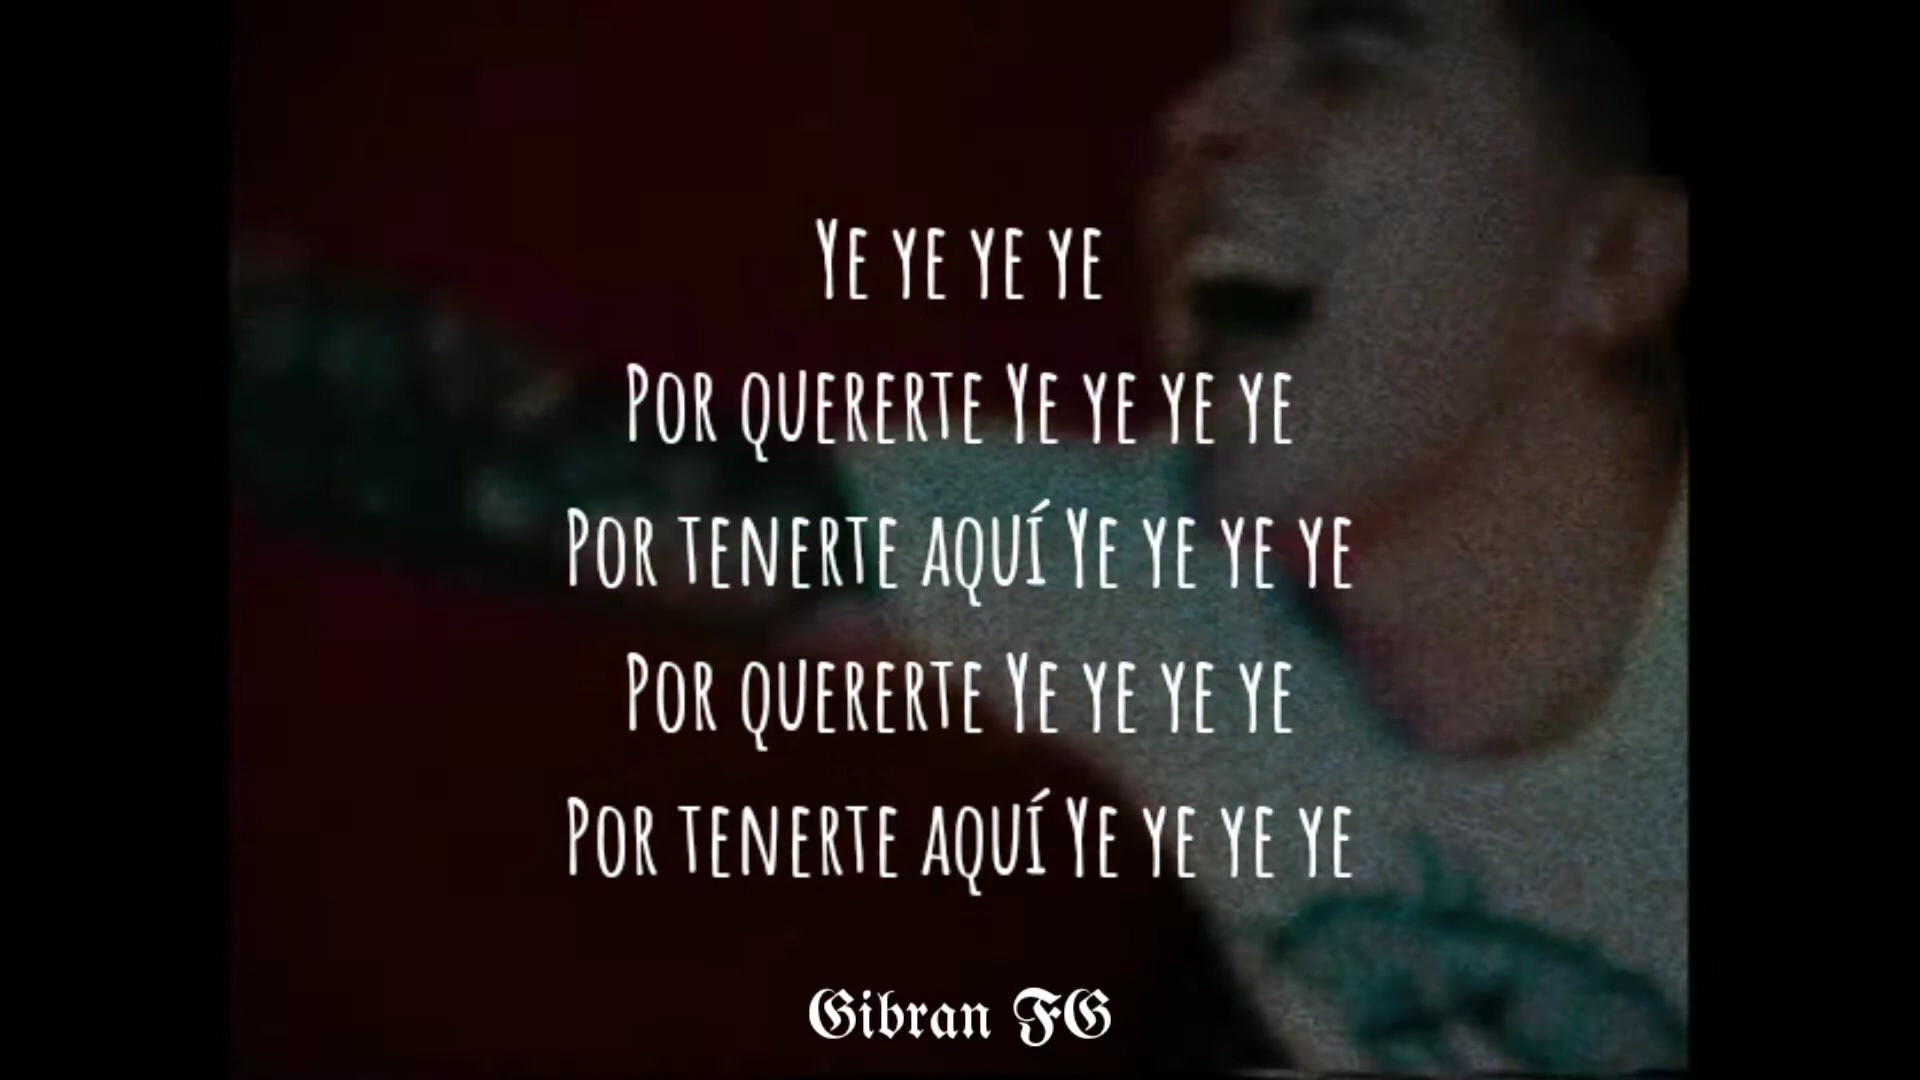 Ye ye ye ye
Por quererte Ye ye ye ye
Por tenerte aquí Ye ye ye ye
Por quererte Ye ye ye ye
Por tenerte aquí Ye ye ye ye
Gibran FG